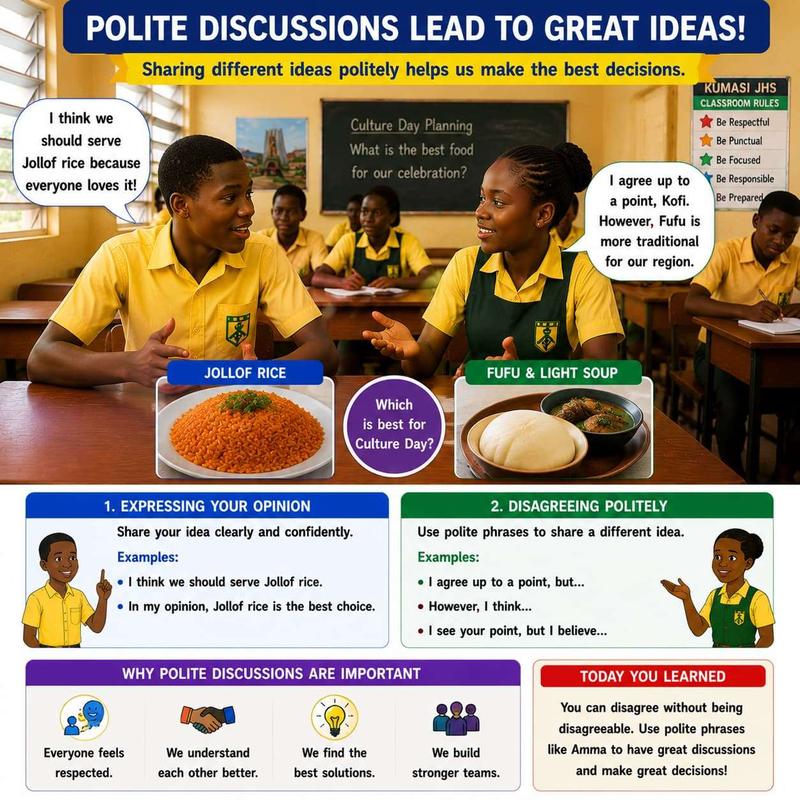 POLITE DISCUSSIONS LEAD TO GREAT IDEAS!
Sharing different ideas politely helps us make the best decisions.
I think we
should serve
Jollof rice because
everyone loves it!
Culture Day Planning
What is the best food
for our celebration?
I agree up to
a point, Kofi.
However, Fufu is
more traditional
for our region.
KUMASI JHS
CLASSROOM RULES
Be Respectful
Be Punctual
Be Focused
Be Responsible
Be Prepared
JOLLOF RICE
Which
is best for
Culture Day?
FUFU & LIGHT SOUP
1. EXPRESSING YOUR OPINION
Share your idea clearly and confidently.
Examples:
• I think we should serve Jollof rice.
• In my opinion, Jollof rice is the best choice.
2. DISAGREEING POLITELY
Use polite phrases to share a different idea.
Examples:
• I agree up to a point, but...
• However, I think...
• I see your point, but I believe...
WHY POLITE DISCUSSIONS ARE IMPORTANT
Everyone feels
respected.
We understand
each other better.
We find the
best solutions.
We build
stronger teams.
TODAY YOU LEARNED
You can disagree without being
disagreeable. Use polite phrases
like Amma to have great discussions
and make great decisions!